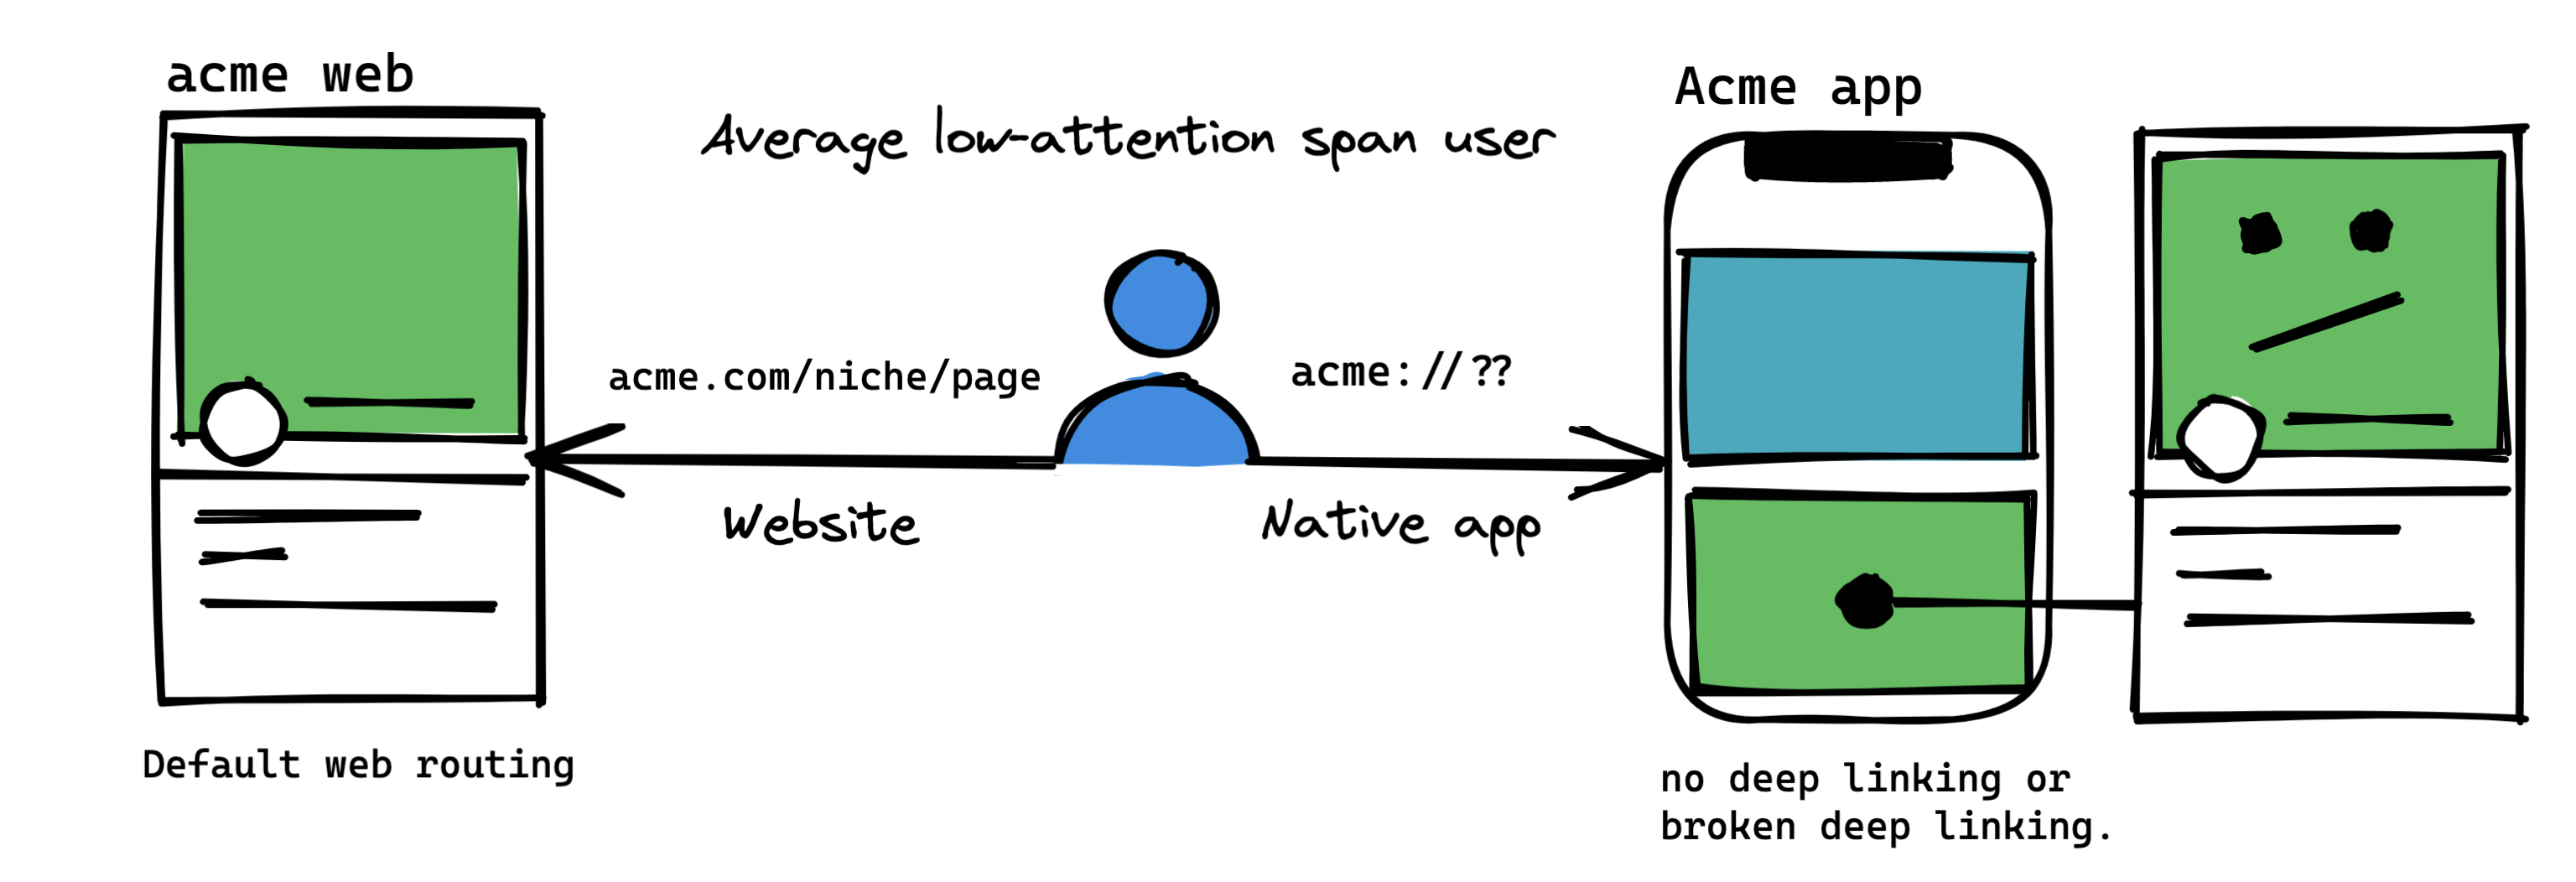 acme web
Average low-attention span user
Acme app
acme.com/niche/page
acme://??
Website
Native app
Default web routing
no deep linking or
broken deep linking.